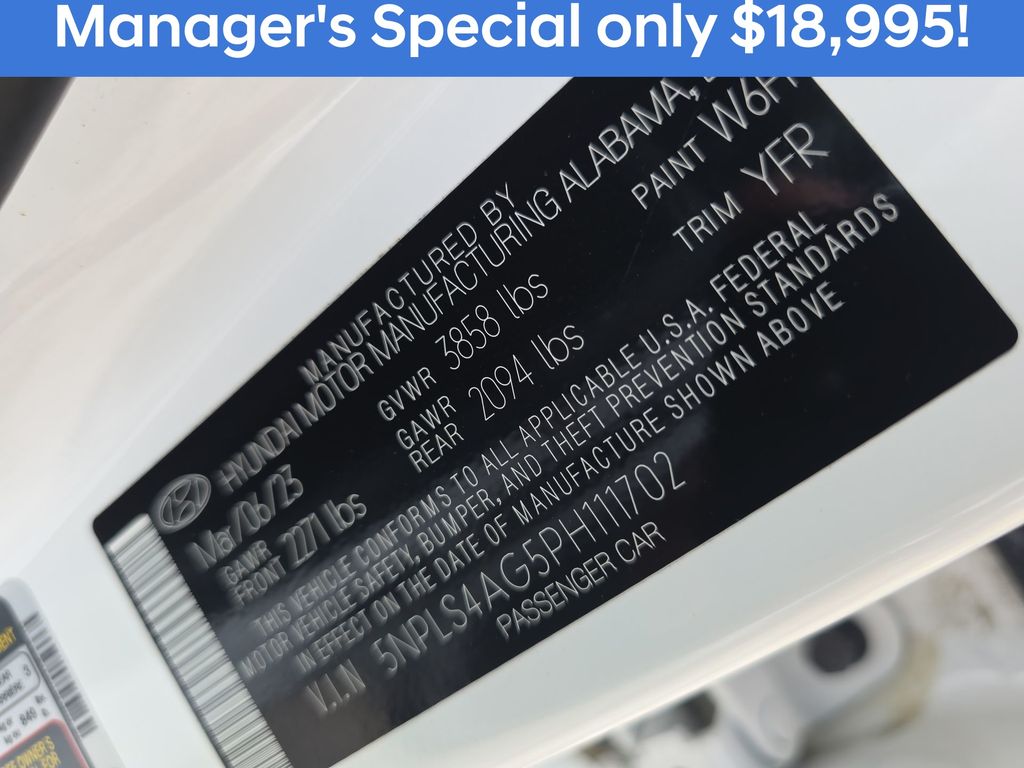 Manager's Special only $18,995!
MANUFACTURED BY
HYUNDAI MOTOR MANUFACTURING ALABAMA,
Mar/06/23
GVWR 3858 lbs
PAINT
GAWR FRONT 2271 lbs
GAWR REAR 2094 lbs
TRIM YFR
THIS VEHICLE CONFORMS TO ALL APPLICABLE U.S.A. FEDERAL
MOTOR VEHICLE SAFETY, BUMPER, AND THEFT PREVENTION STANDARDS
IN EFFECT ON THE DATE OF MANUFACTURE SHOWN ABOVE
V.I.N 5NPLS4AG5PH111702
PASSENGER CAR